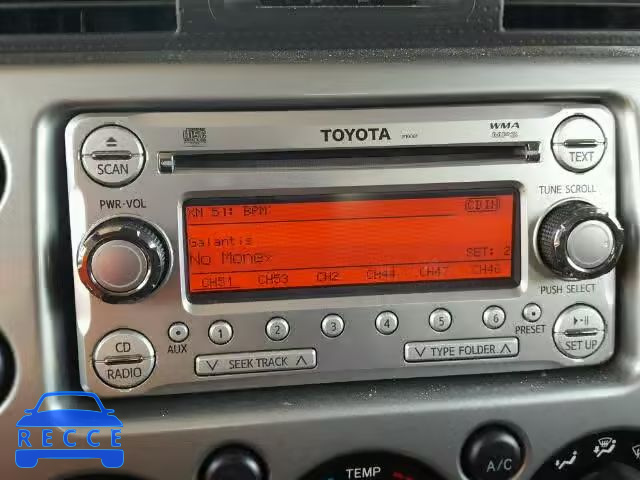 TOYOTA
WMA
MP3
SCAN
TEXT
PWR•VOL
TUNE SCROLL
XM 51: BPM
CD IN
Galantis
No Money
SET: 2
CH51 CH53 CH2 CH44 CH47 CH46
PUSH SELECT
AUX
1 2 3 4 5 6
PRESET
CD
RADIO
SEEK TRACK
TYPE FOLDER
SET UP
RECCE
TEMP
A/C